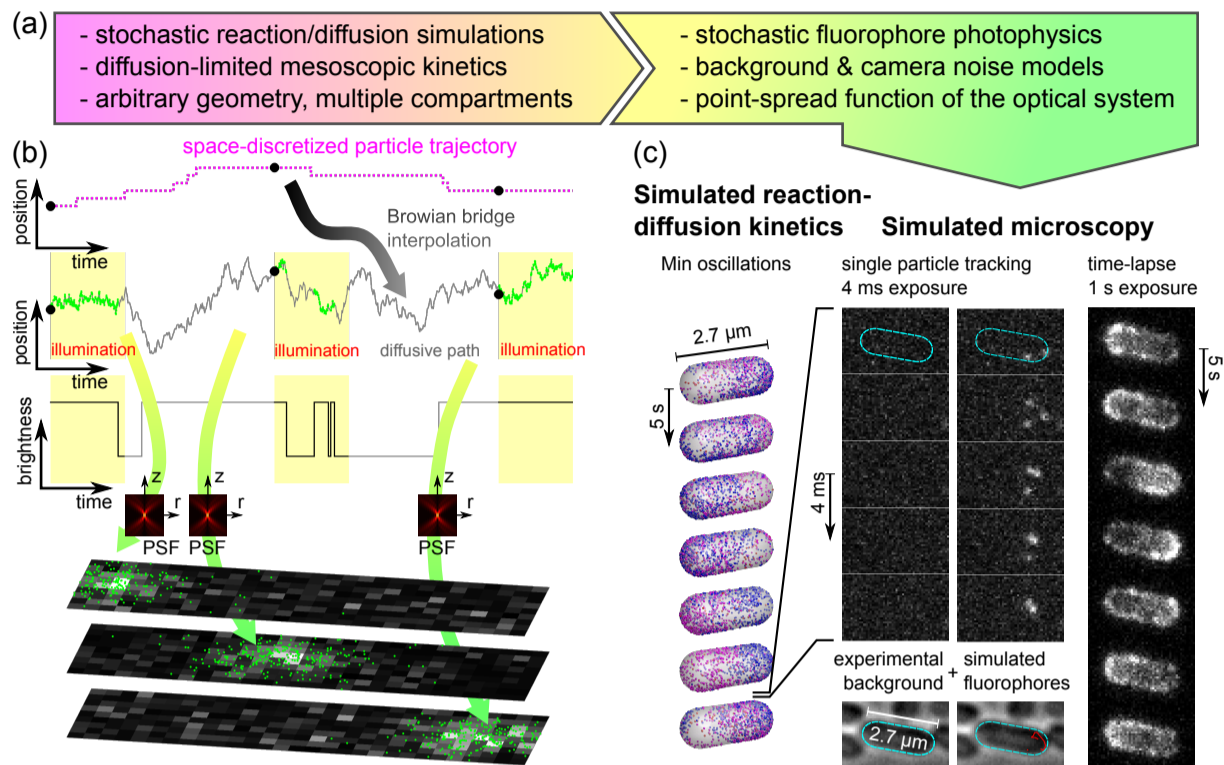 (a)
- stochastic reaction/diffusion simulations
- diffusion-limited mesoscopic kinetics
- arbitrary geometry, multiple compartments
- stochastic fluorophore photophysics
- background & camera noise models
- point-spread function of the optical system
(b)
space-discretized particle trajectory
position
time
Browian bridge
interpolation
position
illumination
illumination
diffusive path
illumination
time
brightness
time
z
r
PSF
z
r
PSF
z
r
PSF
(c)
Simulated reaction-
diffusion kinetics
Simulated microscopy
Min oscillations
single particle tracking
4 ms exposure
time-lapse
1 s exposure
2.7 µm
5 s
4 ms
5 s
experimental
background
+
simulated
fluorophores
2.7 µm